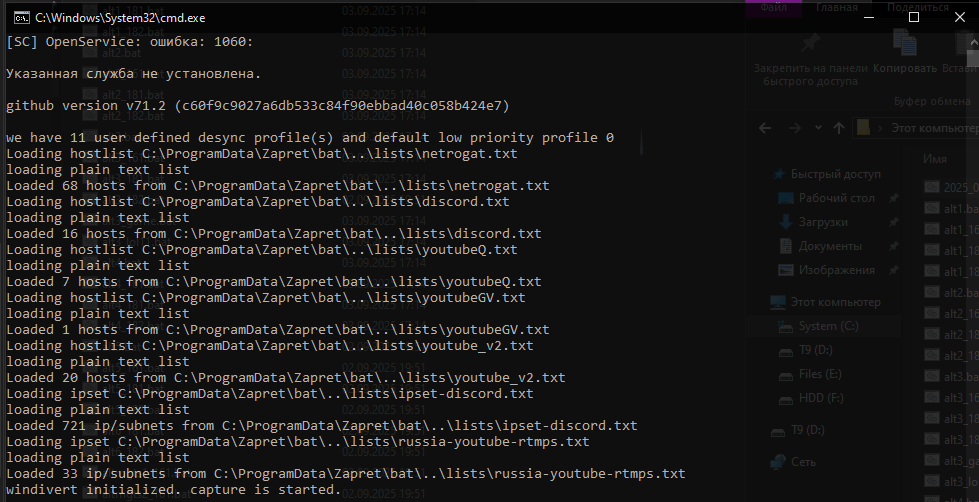 C:\Windows\System32\cmd.exe
[SC] OpenService: ошибка: 1060:
Указанная служба не установлена.
github version v71.2 (c60f9c9027a6db533c84f90ebbad40c058b424e7)
we have 11 user defined desync profile(s) and default low priority profile 0
Loading hostlist C:\ProgramData\Zapret\bat\..\lists\netrogat.txt
loading plain text list
Loaded 68 hosts from C:\ProgramData\Zapret\bat\..\lists\netrogat.txt
Loading hostlist C:\ProgramData\Zapret\bat\..\lists\discord.txt
loading plain text list
Loaded 16 hosts from C:\ProgramData\Zapret\bat\..\lists\discord.txt
Loading hostlist C:\ProgramData\Zapret\bat\..\lists\youtubeQ.txt
loading plain text list
Loaded 7 hosts from C:\ProgramData\Zapret\bat\..\lists\youtubeQ.txt
Loading hostlist C:\ProgramData\Zapret\bat\..\lists\youtubeGV.txt
loading plain text list
Loaded 1 hosts from C:\ProgramData\Zapret\bat\..\lists\youtubeGV.txt
Loading hostlist C:\ProgramData\Zapret\bat\..\lists\youtube_v2.txt
loading plain text list
Loaded 20 hosts from C:\ProgramData\Zapret\bat\..\lists\youtube_v2.txt
Loading ipset C:\ProgramData\Zapret\bat\..\lists\ipset-discord.txt
loading plain text list
Loaded 721 ip/subnets from C:\ProgramData\Zapret\bat\..\lists\ipset-discord.txt
Loading ipset C:\ProgramData\Zapret\bat\..\lists\russia-youtube-rtmps.txt
loading plain text list
Loaded 33 ip/subnets from C:\ProgramData\Zapret\bat\..\lists\russia-youtube-rtmps.txt
windivert initialized. capture is started.
Файл
Главная
Поделиться
Закрепить на панели
быстрого доступа
Копировать
Буфер обмена
Этот компьютер
Имя
Быстрый доступ
Рабочий стол
Загрузки
Документы
Изображения
Этот компьютер
System (C:)
T9 (D:)
Files (E:)
HDD (F:)
T9 (D:)
Сеть